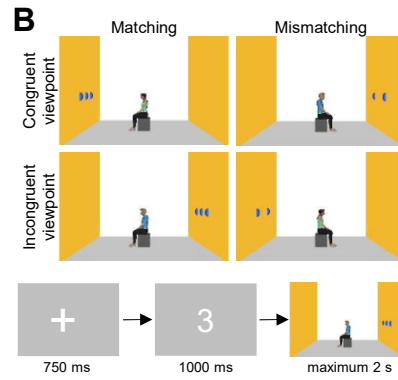 B
Matching Mismatching
Congruent
viewpoint
Incongruent
viewpoint
+
3
750 ms 1000 ms maximum 2 s